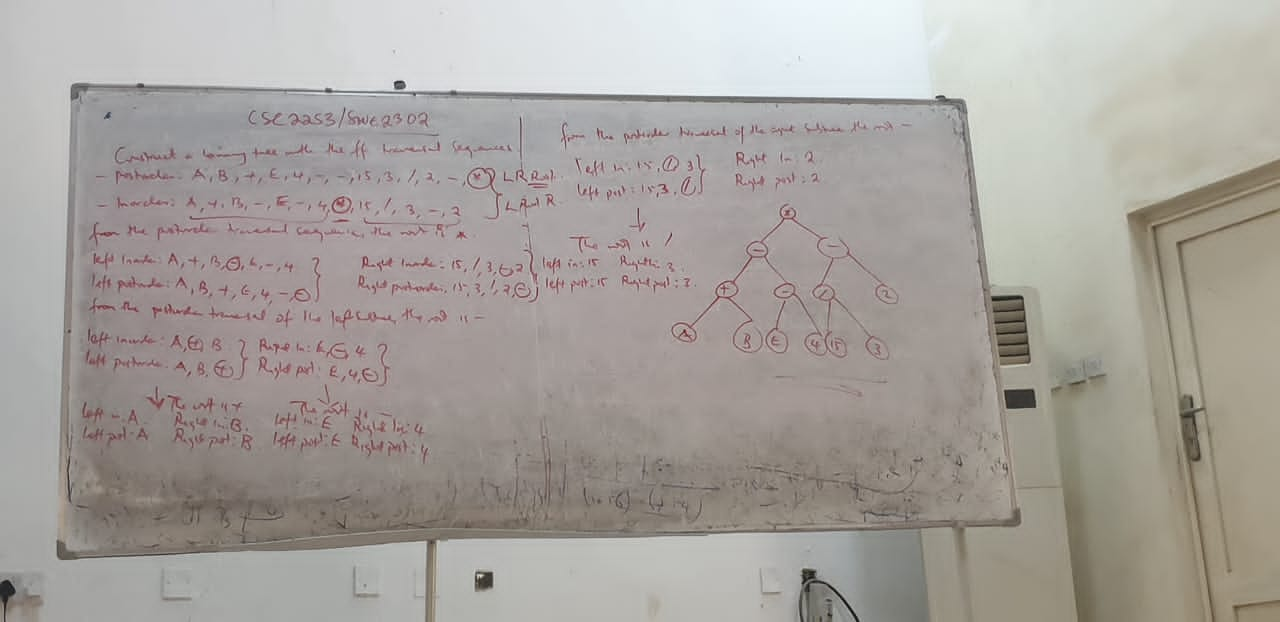 CSC2253/SWE2302
Construct a binary tree with the ff traversal sequences
- postorder: A, B, +, E, 4, -, -, 15, 3, /, 2, -, * } LR Root.
- Inorder: A, +, B, -, E, -, 4, *, 15, /, 3, -, 2 } L Root R.
from the postorder traversal sequences, the root is *
left Inorder: A, +, B, -, E, -, 4
left postorder: A, B, +, E, 4, -, -
Right Inorder: 15, /, 3, -, 2
Right postorder: 15, 3, /, 2, -
from the postorder traversal of the left subtree, the root is -
left inorder: A, +, B
left postorder: A, B, +
Right In: E, -, 4
Right post: E, 4, -
The root is +
left in: A Right In: B.
left post: A Right post: B
The root is -
left in: E Right In: 4
left post: E Right post: 4
from the postorder traversal of the right subtree the root -
left in: 15, /, 3
left post: 15, 3, /
Right In: 2.
Right post: 2.
The root is /
left in: 15 Right In: 3.
left post: 15 Right post: 3.
*
- -
+ - / 2
A B E 4 15 3